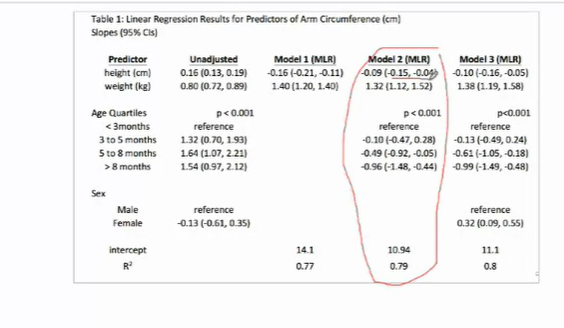 Table 1: Linear Regression Results for Predictors of Arm Circumference (cm)
Slopes (95% CIs)
Predictor Unadjusted Model 1 (MLR) Model 2 (MLR) Model 3 (MLR)
height (cm) 0.16 (0.13, 0.19) -0.16 (-0.21, -0.11) -0.09 (-0.15, -0.04) -0.10 (-0.16, -0.05)
weight (kg) 0.80 (0.72, 0.89) 1.40 (1.20, 1.40) 1.32 (1.12, 1.52) 1.38 (1.19, 1.58)
Age Quartiles p < 0.001 p < 0.001 p<0.001
< 3months reference reference reference
3 to 5 months 1.32 (0.70, 1.93) -0.10 (-0.47, 0.28) -0.13 (-0.49, 0.24)
5 to 8 months 1.64 (1.07, 2.21) -0.49 (-0.92, -0.05) -0.61 (-1.05, -0.18)
> 8 months 1.54 (0.97, 2.12) -0.96 (-1.48, -0.44) -0.99 (-1.49, -0.48)
Sex
Male reference reference
Female -0.13 (-0.61, 0.35) 0.32 (0.09, 0.55)
intercept 14.1 10.94 11.1
R² 0.77 0.79 0.8